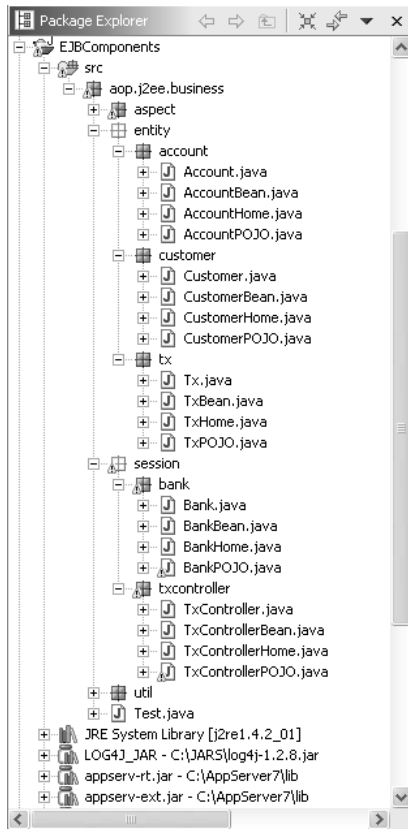 Package Explorer
EJBComponents
src
aop.j2ee.business
aspect
entity
account
Account.java
AccountBean.java
AccountHome.java
AccountPOJO.java
customer
Customer.java
CustomerBean.java
CustomerHome.java
CustomerPOJO.java
tx
Tx.java
TxBean.java
TxHome.java
TxPOJO.java
session
bank
Bank.java
BankBean.java
BankHome.java
BankPOJO.java
txcontroller
TxController.java
TxControllerBean.java
TxControllerHome.java
TxControllerPOJO.java
util
Test.java
JRE System Library [j2re1.4.2_01]
LOG4J_JAR - C:\JARS\log4j-1.2.8.jar
appserv-rt.jar - C:\AppServer7\lib
appserv-ext.jar - C:\AppServer7\lib